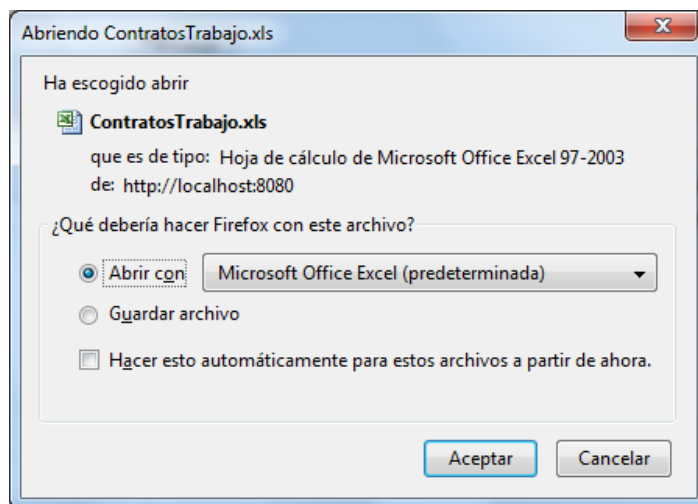 Abriendo ContratosTrabajo.xls
Ha escogido abrir
ContratosTrabajo.xls
que es de tipo: Hoja de cálculo de Microsoft Office Excel 97-2003
de: http://localhost:8080
¿Qué debería hacer Firefox con este archivo?
Abrir con Microsoft Office Excel (predeterminada)
Guardar archivo
Hacer esto automáticamente para estos archivos a partir de ahora.
Aceptar Cancelar